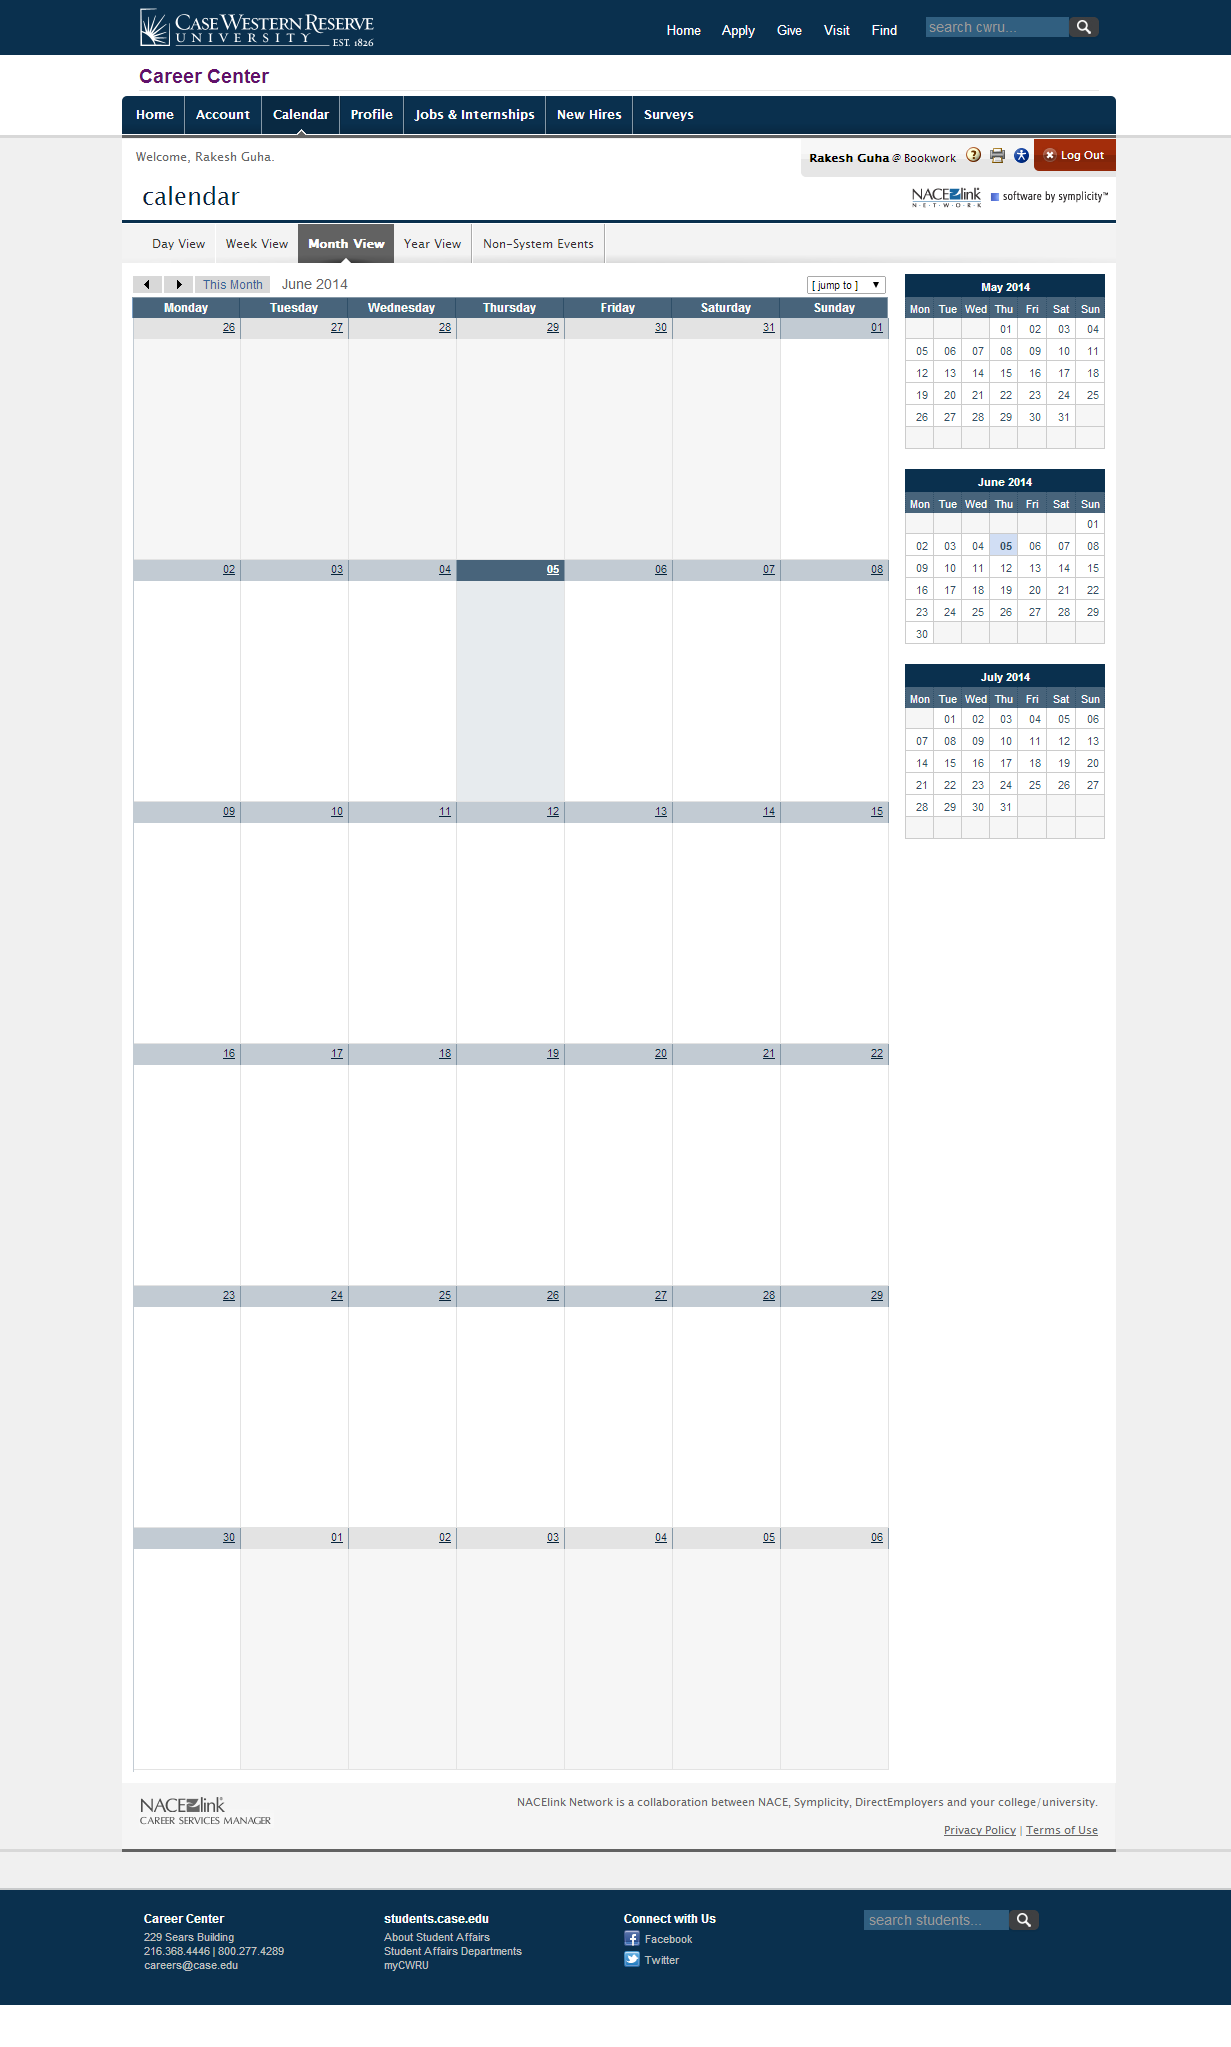 CASE WESTERN RESERVE
UNIVERSITY EST. 1826
Home Apply Give Visit Find search cwru...
Career Center
Home Account Calendar Profile Jobs & Internships New Hires Surveys
Welcome, Rakesh Guha.
Rakesh Guha @ Bookwork ? Log Out
calendar
NACElink
N·E·T·W·O·R·K
software by symplicity™
Day View Week View Month View Year View Non-System Events
This Month June 2014 [ jump to ]
Monday Tuesday Wednesday Thursday Friday Saturday Sunday
26 27 28 29 30 31 01
02 03 04 05 06 07 08
09 10 11 12 13 14 15
16 17 18 19 20 21 22
23 24 25 26 27 28 29
30 01 02 03 04 05 06
May 2014
Mon Tue Wed Thu Fri Sat Sun
01 02 03 04
05 06 07 08 09 10 11
12 13 14 15 16 17 18
19 20 21 22 23 24 25
26 27 28 29 30 31
June 2014
Mon Tue Wed Thu Fri Sat Sun
01
02 03 04 05 06 07 08
09 10 11 12 13 14 15
16 17 18 19 20 21 22
23 24 25 26 27 28 29
30
July 2014
Mon Tue Wed Thu Fri Sat Sun
01 02 03 04 05 06
07 08 09 10 11 12 13
14 15 16 17 18 19 20
21 22 23 24 25 26 27
28 29 30 31
NACElink
CAREER SERVICES MANAGER
NACElink Network is a collaboration between NACE, Symplicity, DirectEmployers and your college/university.
Privacy Policy | Terms of Use
Career Center
229 Sears Building
216.368.4446 | 800.277.4289
careers@case.edu
students.case.edu
About Student Affairs
Student Affairs Departments
myCWRU
Connect with Us
Facebook
Twitter
search students...